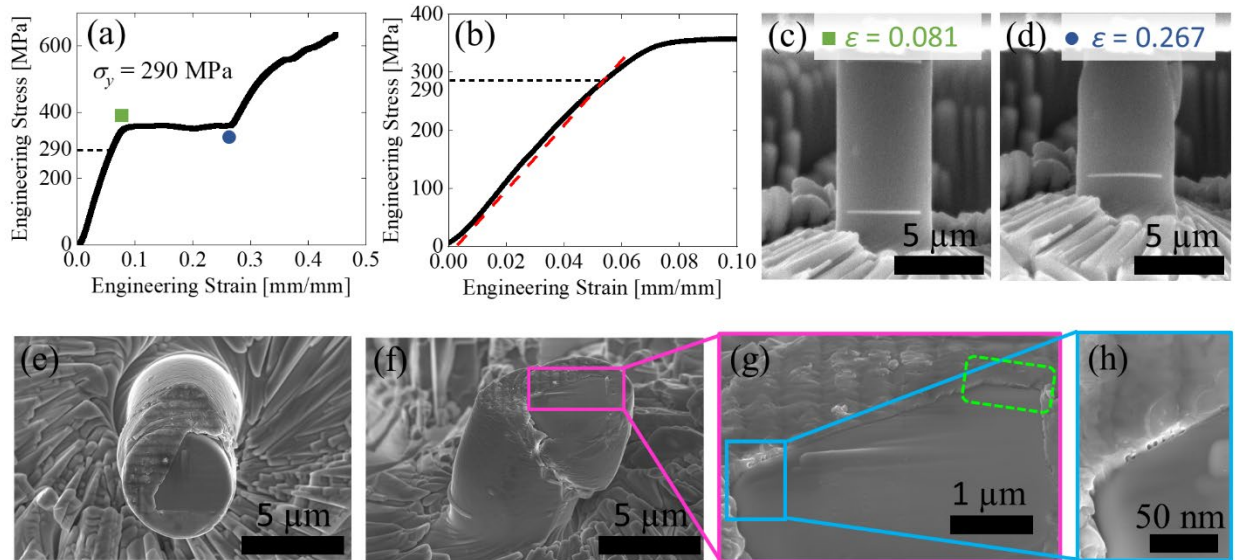 (a)
σy = 290 MPa
Engineering Stress [MPa]
600
400
290
200
0
0.0 0.1 0.2 0.3 0.4 0.5
Engineering Strain [mm/mm]
(b)
Engineering Stress [MPa]
400
300
290
200
100
0
0.00 0.02 0.04 0.06 0.08 0.10
Engineering Strain [mm/mm]
(c)
ε = 0.081
5 µm
(d)
ε = 0.267
5 µm
(e)
5 µm
(f)
5 µm
(g)
1 µm
(h)
50 nm